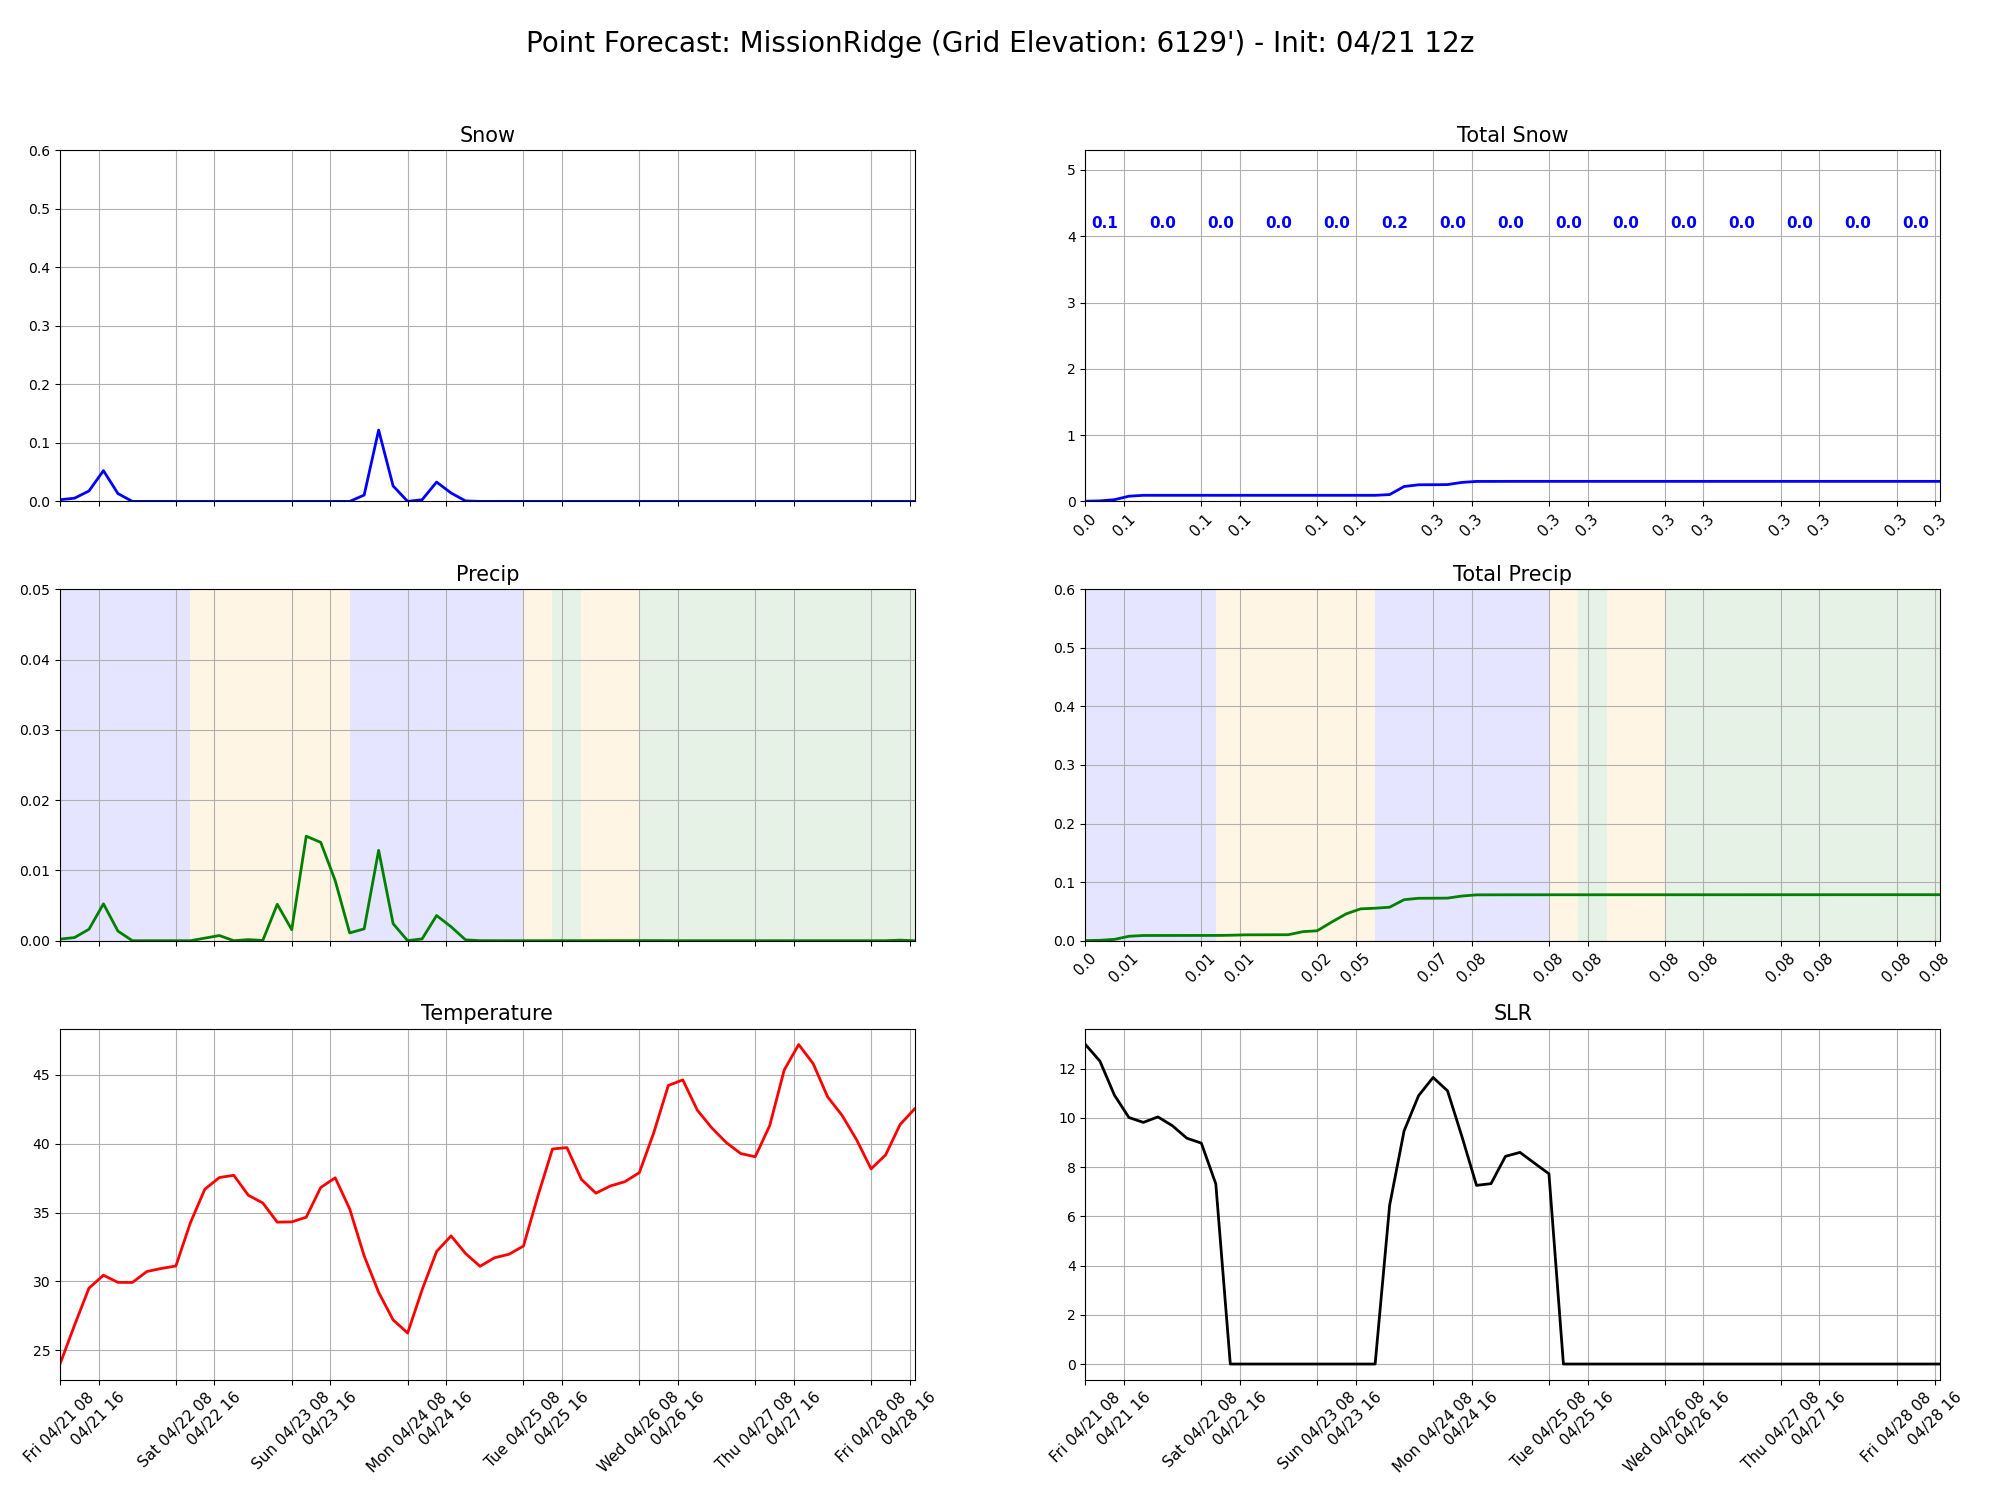 Point Forecast: MissionRidge (Grid Elevation: 6129') - Init: 04/21 12z
Snow
0.6
0.5
0.4
0.3
0.2
0.1
0.0
Total Snow
5
4
3
2
1
0
0.1 0.0 0.0 0.0 0.0 0.2 0.0 0.0 0.0 0.0 0.0 0.0 0.0 0.0 0.0
0.0 0.1 0.1 0.1 0.1 0.1 0.3 0.3 0.3 0.3 0.3 0.3 0.3 0.3 0.3 0.3
Precip
0.05
0.04
0.03
0.02
0.01
0.00
Total Precip
0.6
0.5
0.4
0.3
0.2
0.1
0.0
0.0 0.01 0.01 0.01 0.02 0.05 0.07 0.08 0.08 0.08 0.08 0.08 0.08 0.08 0.08 0.08
Temperature
45
40
35
30
25
Fri 04/21 08
04/21 16
Sat 04/22 08
04/22 16
Sun 04/23 08
04/23 16
Mon 04/24 08
04/24 16
Tue 04/25 08
04/25 16
Wed 04/26 08
04/26 16
Thu 04/27 08
04/27 16
Fri 04/28 08
04/28 16
SLR
12
10
8
6
4
2
0
Fri 04/21 08
04/21 16
Sat 04/22 08
04/22 16
Sun 04/23 08
04/23 16
Mon 04/24 08
04/24 16
Tue 04/25 08
04/25 16
Wed 04/26 08
04/26 16
Thu 04/27 08
04/27 16
Fri 04/28 08
04/28 16